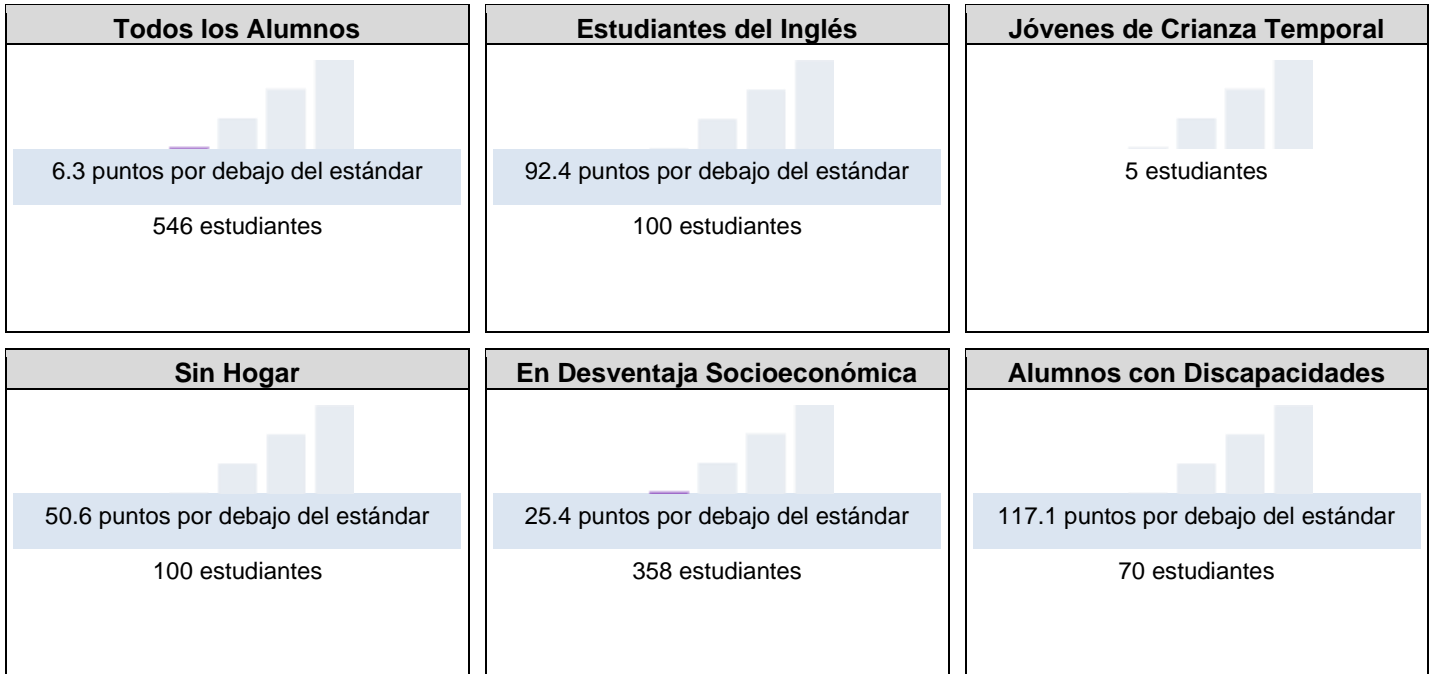 Todos los Alumnos
6.3 puntos por debajo del estándar
546 estudiantes
Estudiantes del Inglés
92.4 puntos por debajo del estándar
100 estudiantes
Jóvenes de Crianza Temporal
5 estudiantes
Sin Hogar
50.6 puntos por debajo del estándar
100 estudiantes
En Desventaja Socioeconómica
25.4 puntos por debajo del estándar
358 estudiantes
Alumnos con Discapacidades
117.1 puntos por debajo del estándar
70 estudiantes